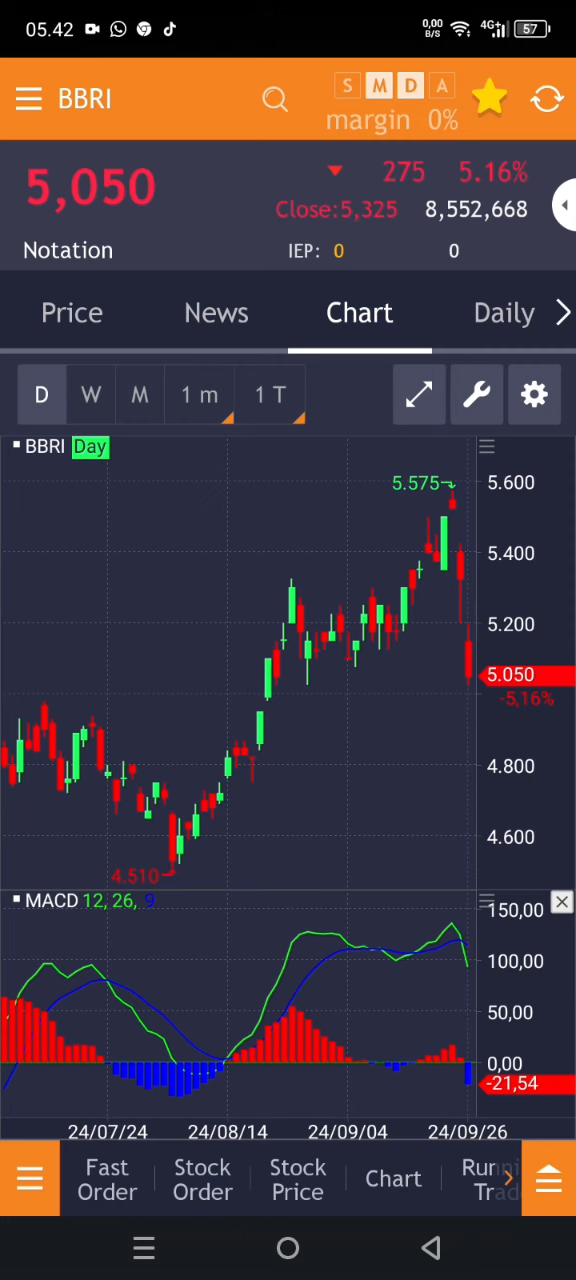 05.42
0,00 B/S
4G+
57
BBRI
S M D A
margin 0%
5,050
275 5.16%
Close:5,325 8,552,668
Notation IEP: 0 0
Price News Chart Daily
D W M 1 m 1 T
BBRI Day
5.575
5.600
5.400
5.200
5.050
-5,16%
4.800
4.600
4.510
MACD 12, 26, 9
150,00
100,00
50,00
0,00
-21,54
24/07/24 24/08/14 24/09/04 24/09/26
Fast Order
Stock Order
Stock Price
Chart